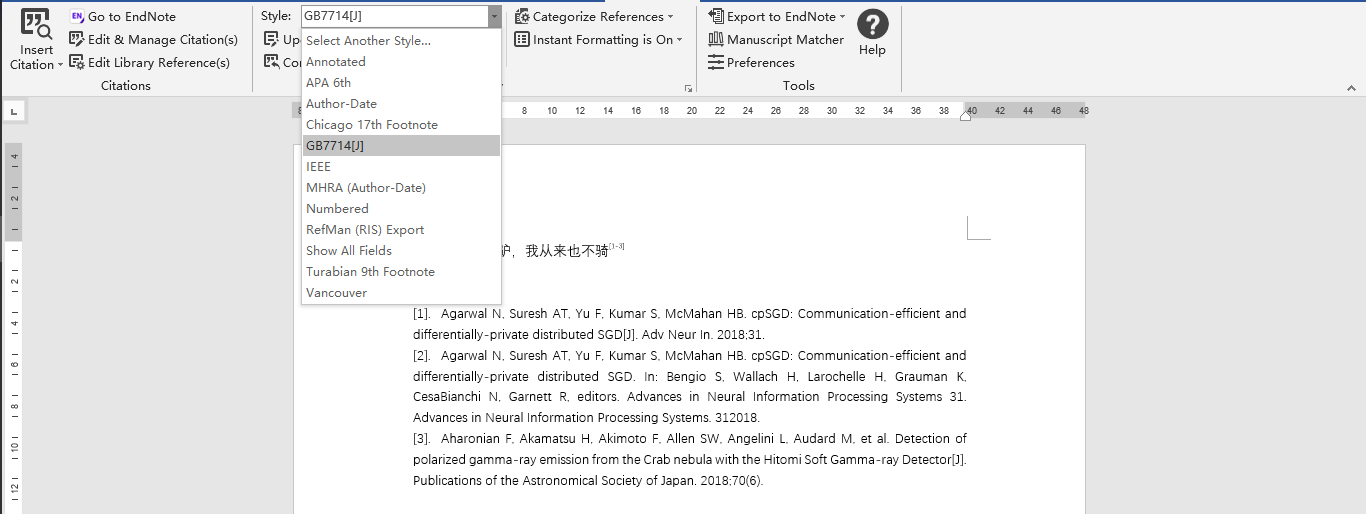 Insert
Citation
Go to EndNote
Edit & Manage Citation(s)
Edit Library Reference(s)
Citations
Style: GB7714[J]
Select Another Style...
Annotated
APA 6th
Author-Date
Chicago 17th Footnote
GB7714[J]
IEEE
MHRA (Author-Date)
Numbered
RefMan (RIS) Export
Show All Fields
Turabian 9th Footnote
Vancouver
Categorize References
Instant Formatting is On
Export to EndNote
Manuscript Matcher
Preferences
Help
Tools
8 10 12 14 16 18 20 22 24 26 28 30 32 34 36 38 40 42 44 46 48
4
2
2
4
6
8
10
12
驴，我从来也不骑[1-3]
[1]. Agarwal N, Suresh AT, Yu F, Kumar S, McMahan HB. cpSGD: Communication-efficient and
differentially-private distributed SGD[J]. Adv Neur In. 2018;31.
[2]. Agarwal N, Suresh AT, Yu F, Kumar S, McMahan HB. cpSGD: Communication-efficient and
differentially-private distributed SGD. In: Bengio S, Wallach H, Larochelle H, Grauman K,
CesaBianchi N, Garnett R, editors. Advances in Neural Information Processing Systems 31.
Advances in Neural Information Processing Systems. 312018.
[3]. Aharonian F, Akamatsu H, Akimoto F, Allen SW, Angelini L, Audard M, et al. Detection of
polarized gamma-ray emission from the Crab nebula with the Hitomi Soft Gamma-ray Detector[J].
Publications of the Astronomical Society of Japan. 2018;70(6).